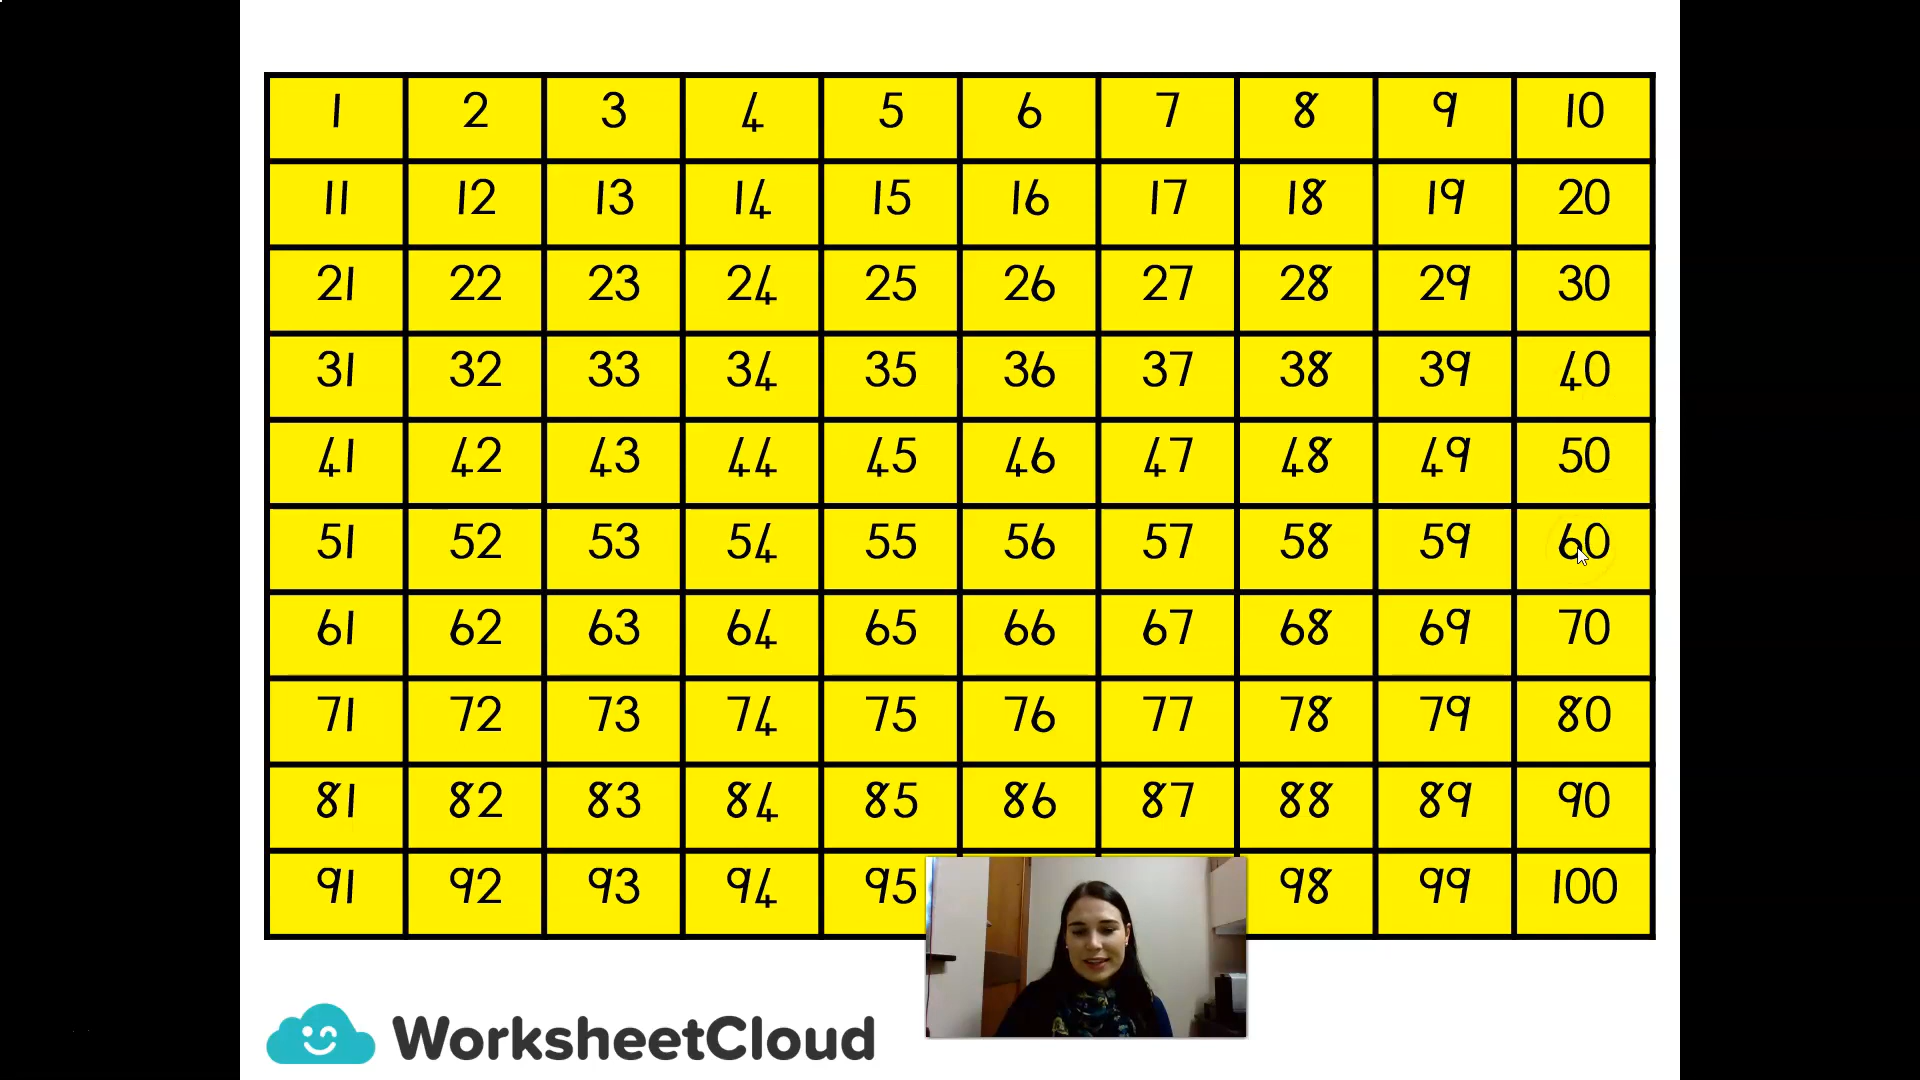 1 2 3 4 5 6 7 8 9 10
11 12 13 14 15 16 17 18 19 20
21 22 23 24 25 26 27 28 29 30
31 32 33 34 35 36 37 38 39 40
41 42 43 44 45 46 47 48 49 50
51 52 53 54 55 56 57 58 59 60
61 62 63 64 65 66 67 68 69 70
71 72 73 74 75 76 77 78 79 80
81 82 83 84 85 86 87 88 89 90
91 92 93 94 95 98 99 100
WorksheetCloud